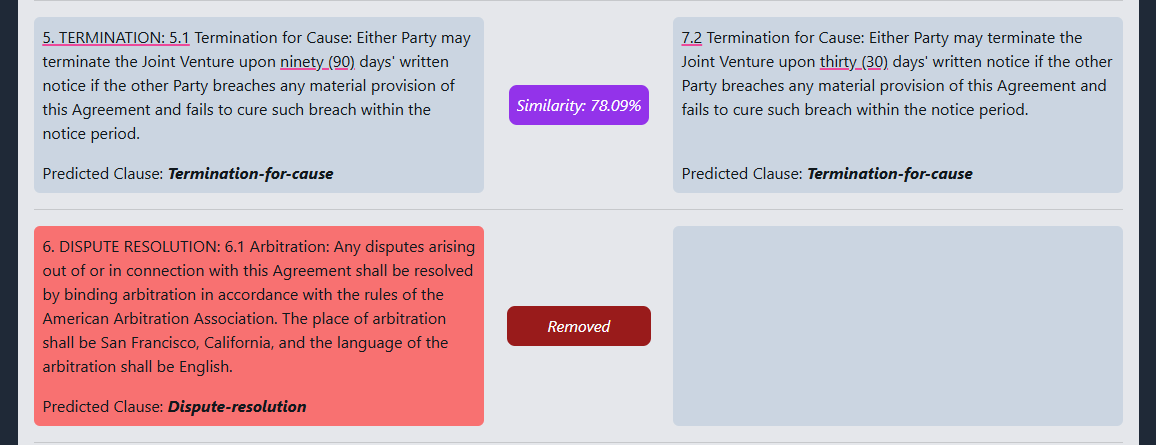 5. TERMINATION: 5.1 Termination for Cause: Either Party may
terminate the Joint Venture upon ninety (90) days' written
notice if the other Party breaches any material provision of
this Agreement and fails to cure such breach within the
notice period.
Predicted Clause: Termination-for-cause
Similarity: 78.09%
7.2 Termination for Cause: Either Party may terminate the
Joint Venture upon thirty (30) days' written notice if the other
Party breaches any material provision of this Agreement and
fails to cure such breach within the notice period.
Predicted Clause: Termination-for-cause
6. DISPUTE RESOLUTION: 6.1 Arbitration: Any disputes arising
out of or in connection with this Agreement shall be resolved
by binding arbitration in accordance with the rules of the
American Arbitration Association. The place of arbitration
shall be San Francisco, California, and the language of the
arbitration shall be English.
Predicted Clause: Dispute-resolution
Removed